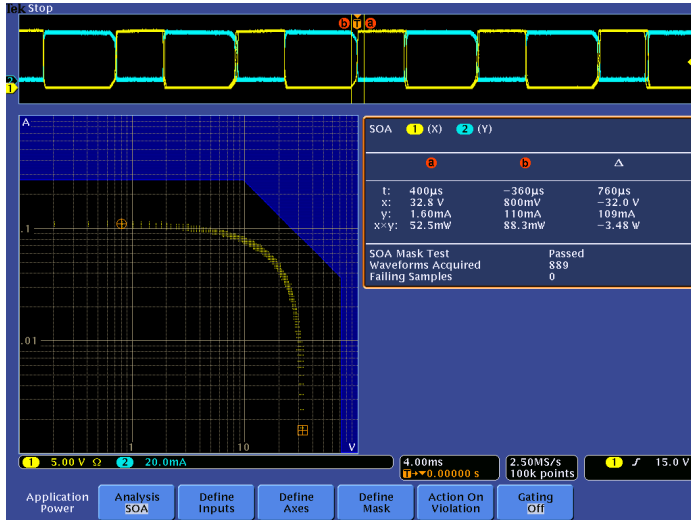 Tek Stop
b T a
2
1
A
.1
.01
1 10 V
SOA 1 (X) 2 (Y)
a b Δ
t: 400µs −360µs 760µs
x: 32.8 V 800mV −32.0 V
y: 1.60mA 110mA 109mA
x×y: 52.5mW 88.3mW −3.48 W
SOA Mask Test Passed
Waveforms Acquired 889
Failing Samples 0
1 5.00 V Ω 2 20.0mA
4.00ms 2.50MS/s 1 15.0 V
T→▼0.00000 s 100k points
Application Power
Analysis SOA
Define Inputs
Define Axes
Define Mask
Action On Violation
Gating Off